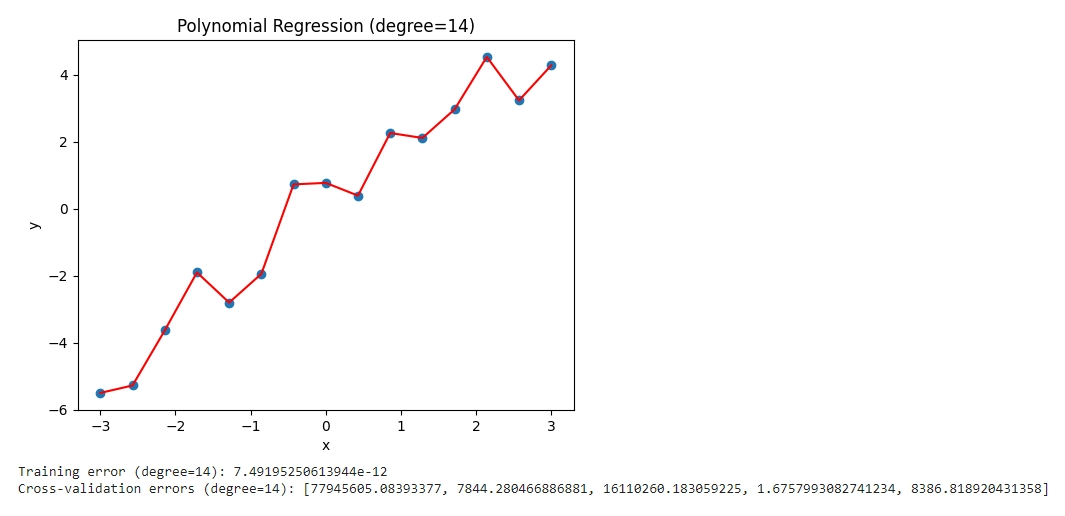 Polynomial Regression (degree=14)
4
2
0
−2
−4
−6
y
−3 −2 −1 0 1 2 3
x
Training error (degree=14): 7.49195250613944e-12
Cross-validation errors (degree=14): [77945605.08393377, 7844.280466886881, 16110260.183059225, 1.6757993082741234, 8386.818920431358]